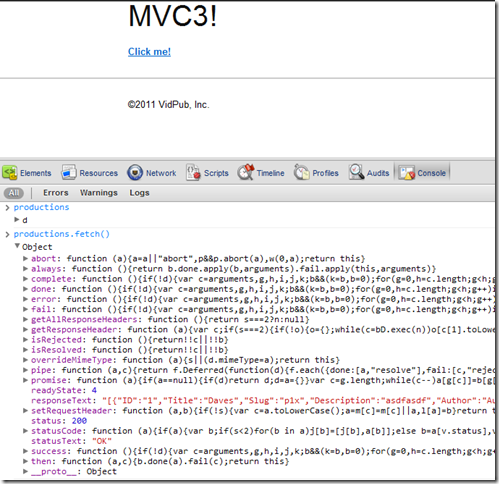 MVC3!
Click me!
©2011 VidPub, Inc.
Elements Resources Network Scripts Timeline Profiles Audits Console
All Errors Warnings Logs
> productions
▶ d
> productions.fetch()
▼Object
▶ abort: function (a){a=a||"abort",p&&p.abort(a),w(0,a);return this}
▶ always: function (){return b.done.apply(b,arguments).fail.apply(this,arguments)}
▶ complete: function (){if(!d){var c=arguments,g,h,i,j,k;b&&(k=b,b=0);for(g=0,h=c.length;g<h;g
▶ done: function (){if(!d){var c=arguments,g,h,i,j,k;b&&(k=b,b=0);for(g=0,h=c.length;g<h;g++)i
▶ error: function (){if(!d){var c=arguments,g,h,i,j,k;b&&(k=b,b=0);for(g=0,h=c.length;g<h;g++)
▶ fail: function (){if(!d){var c=arguments,g,h,i,j,k;b&&(k=b,b=0);for(g=0,h=c.length;g<h;g++)i
▶ getAllResponseHeaders: function (){return s===2?n:null}
▶ getResponseHeader: function (a){var c;if(s===2){if(!o){o={};while(c=bD.exec(n))o[c[1].toLowe
▶ isRejected: function (){return!!c||!!b}
▶ isResolved: function (){return!!c||!!b}
▶ overrideMimeType: function (a){s||(d.mimeType=a);return this}
▶ pipe: function (a,c){return f.Deferred(function(d){f.each({done:[a,"resolve"],fail:[c,"rejec
▶ promise: function (a){if(a==null){if(d)return d;d=a={}}var c=g.length;while(c--)a[g[c]]=b[g[
readyState: 4
responseText: "[{"ID":"1","Title":"Daves","Slug":"p1x","Description":"asdfasdf","Author":"Au
▶ setRequestHeader: function (a,b){if(!s){var c=a.toLowerCase();a=m[c]=m[c]||a,l[a]=b}return t
status: 200
▶ statusCode: function (a){if(a){var b;if(s<2)for(b in a)j[b]=[j[b],a[b]];else b=a[v.status],v
statusText: "OK"
▶ success: function (){if(!d){var c=arguments,g,h,i,j,k;b&&(k=b,b=0);for(g=0,h=c.length;g<h;g+
▶ then: function (a,c){b.done(a).fail(c);return this}
▶ __proto__: Object